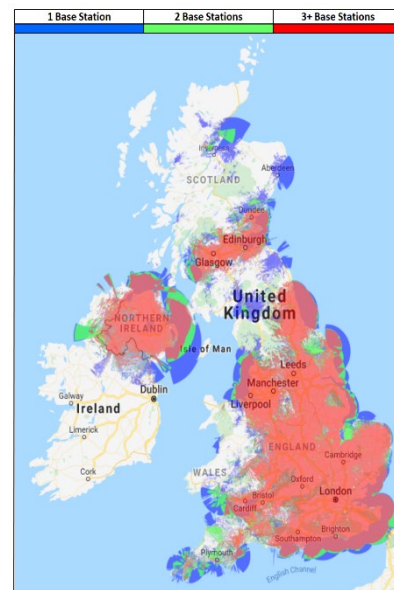 1 Base Station 2 Base Stations 3+ Base Stations
Inverness
Aberdeen
SCOTLAND
Dundee
Edinburgh
Glasgow
United
Kingdom
NORTHERN
IRELAND
Isle of Man
Leeds
Dublin
Manchester
Galway
Ireland
Liverpool
Limerick
ENGLAND
WALES
Cambridge
Cork
Oxford
Bristol
London
Cardiff
Brighton
Southampton
Plymouth
English Channel